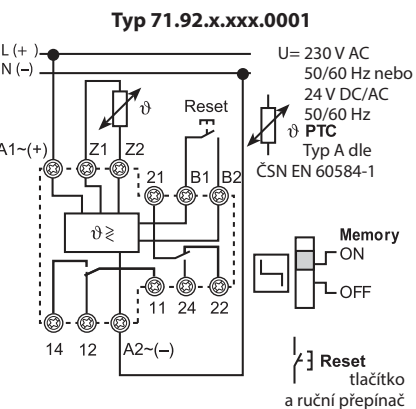 Typ 71.92.x.xxx.0001
L (+ )
N (–)
U= 230 V AC
50/60 Hz nebo
24 V DC/AC
50/60 Hz
ϑ PTC
Typ A dle
ČSN EN 60584-1
ϑ
Reset
A1~(+)
Z1
Z2
21
B1
B2
ϑ≷
11
24
22
14
12
A2~(–)
Memory
ON
OFF
Reset
tlačítko
a ruční přepínač